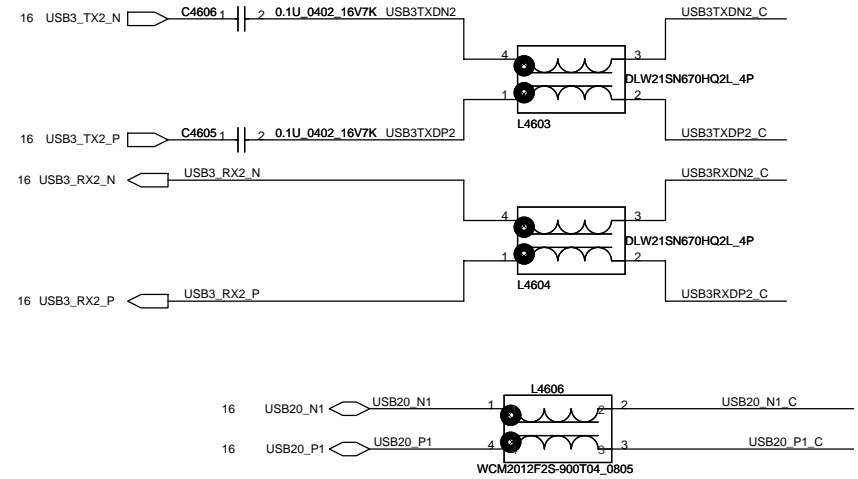 16 USB3_TX2_N C4606 1 2 0.1U_0402_16V7K USB3TXDN2 USB3TXDN2_C
4 3
DLW21SN670HQ2L_4P
1 2
L4603
16 USB3_TX2_P C4605 1 2 0.1U_0402_16V7K USB3TXDP2 USB3TXDP2_C
16 USB3_RX2_N USB3_RX2_N USB3RXDN2_C
4 3
DLW21SN670HQ2L_4P
1 2
L4604
16 USB3_RX2_P USB3_RX2_P USB3RXDP2_C
L4606
16 USB20_N1 USB20_N1 1 2 2 USB20_N1_C
16 USB20_P1 USB20_P1 4 3 3 USB20_P1_C
WCM2012F2S-900T04_0805